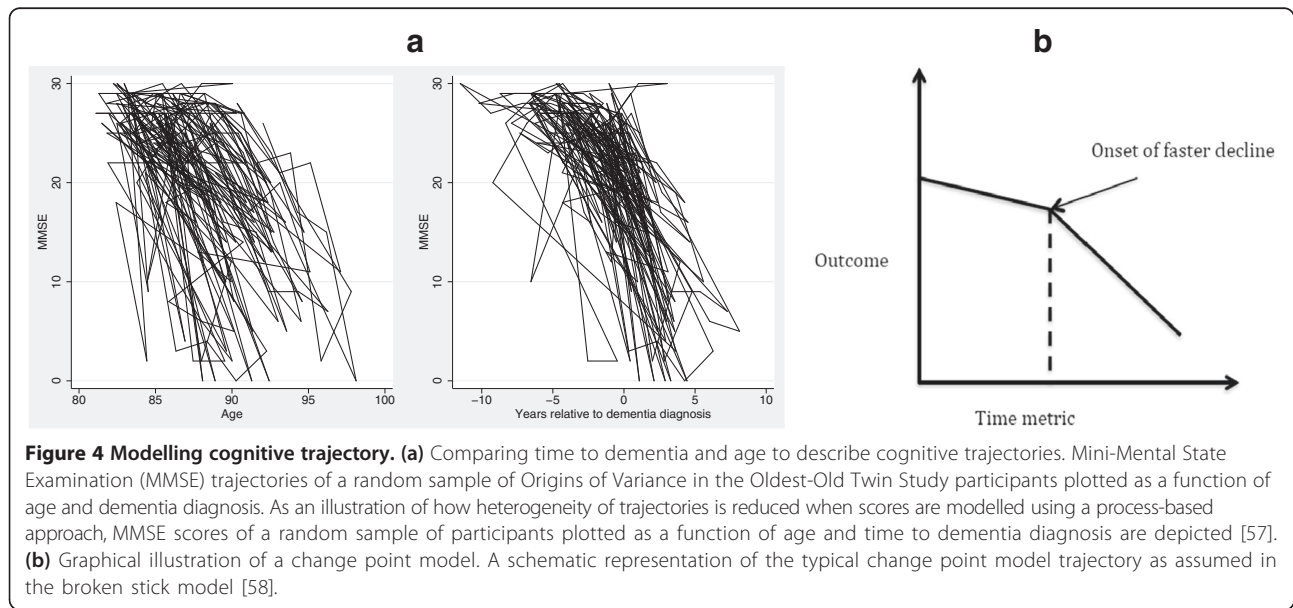 a
b
MMSE
30
20
10
0
80 85 90 95 100
Age
MMSE
30
20
10
0
−10 −5 0 5 10
Years relative to dementia diagnosis
Onset of faster decline
Outcome
Time metric
Figure 4 Modelling cognitive trajectory. (a) Comparing time to dementia and age to describe cognitive trajectories. Mini-Mental State
Examination (MMSE) trajectories of a random sample of Origins of Variance in the Oldest-Old Twin Study participants plotted as a function of
age and dementia diagnosis. As an illustration of how heterogeneity of trajectories is reduced when scores are modelled using a process-based
approach, MMSE scores of a random sample of participants plotted as a function of age and time to dementia diagnosis are depicted [57].
(b) Graphical illustration of a change point model. A schematic representation of the typical change point model trajectory as assumed in
the broken stick model [58].